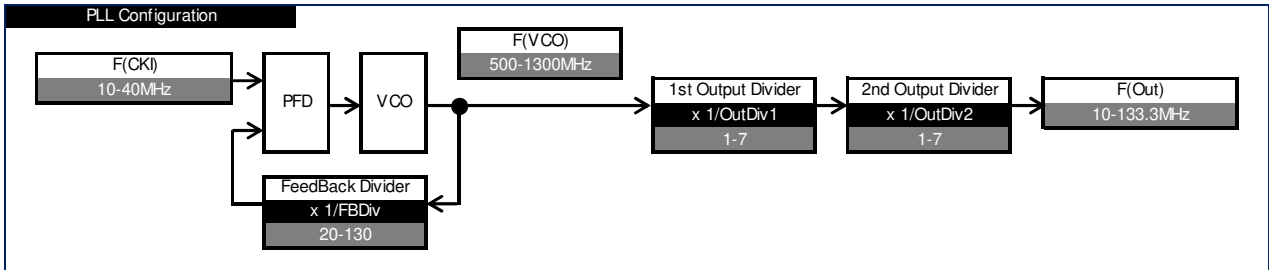 PLL Configuration
F(CKI)
10-40MHz
PFD
VCO
F(VCO)
500-1300MHz
1st Output Divider
x 1/OutDiv1
1-7
2nd Output Divider
x 1/OutDiv2
1-7
F(Out)
10-133.3MHz
FeedBack Divider
x 1/FBDiv
20-130